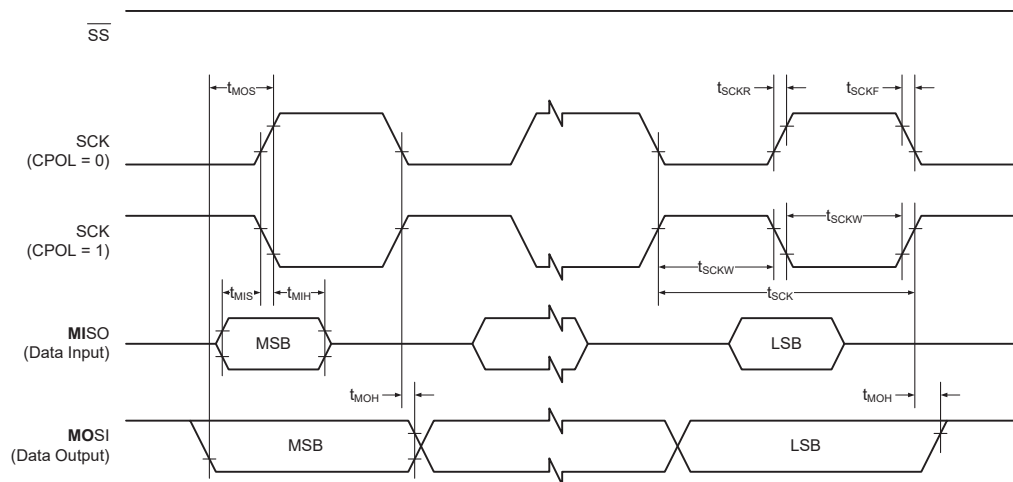 SS
tMOS
tSCKR
tSCKF
SCK
(CPOL = 0)
SCK
(CPOL = 1)
tSCKW
tSCKW
tMIS
tMIH
tSCK
MISO
(Data Input)
MSB
LSB
tMOH
tMOH
MOSI
(Data Output)
MSB
LSB